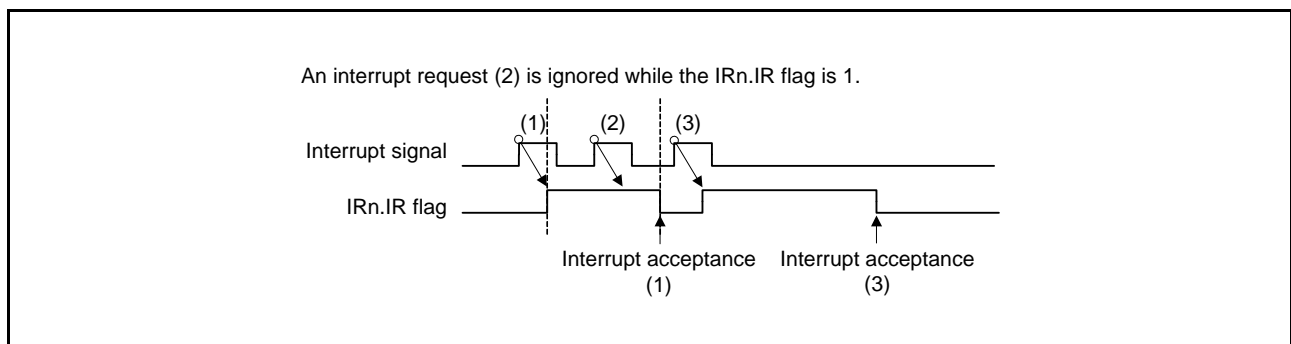 An interrupt request (2) is ignored while the IRn.IR flag is 1.
(1) (2) (3)
Interrupt signal
IRn.IR flag
Interrupt acceptance Interrupt acceptance
(1) (3)